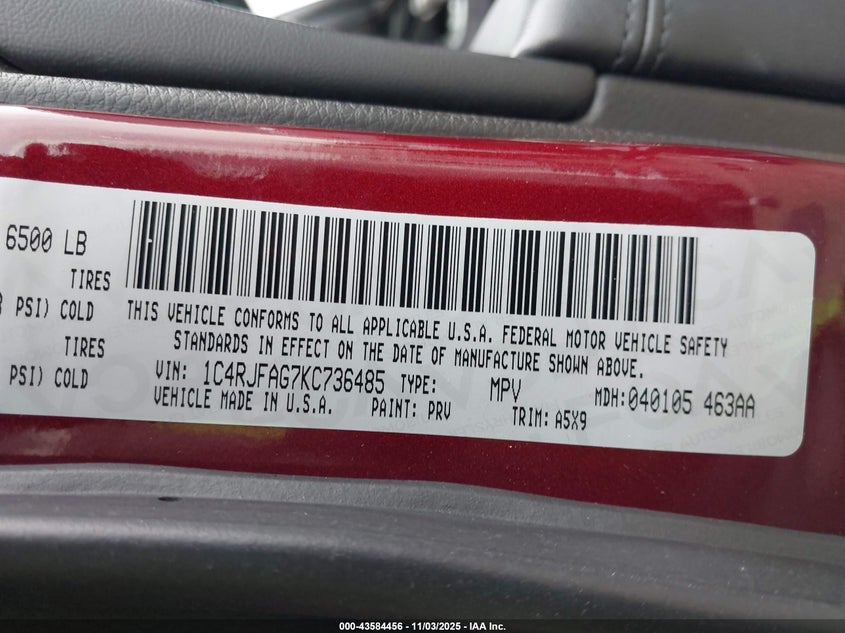 6500 LB
TIRES
PSI) COLD
TIRES
PSI) COLD
THIS VEHICLE CONFORMS TO ALL APPLICABLE U.S.A. FEDERAL MOTOR VEHICLE SAFETY
STANDARDS IN EFFECT ON THE DATE OF MANUFACTURE SHOWN ABOVE.
VIN: 1C4RJFAG7KC736485 TYPE: MPV MDH:040105 463AA
VEHICLE MADE IN U.S.A. PAINT: PRV TRIM: A5X9
000-43584456 - 11/03/2025 - IAA Inc.